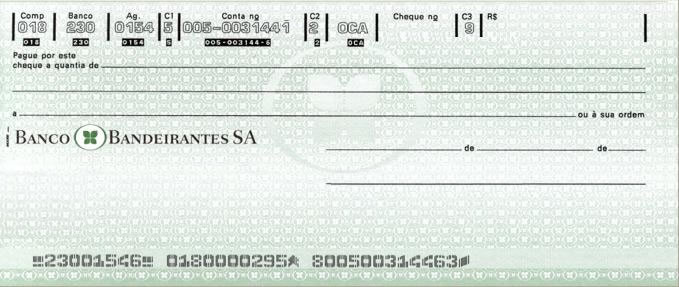 Comp Banco Ag. C1 Conta nº C2 Cheque nº C3 R$
018 230 0154 5 005-0031441 2 OCA 9
018 230 0154 5 005-003144-6 2 OCA
Pague por este
cheque a quantia de
a ou à sua ordem
BANCO BANDEIRANTES SA
de de
23001546 0180000295 800500314463